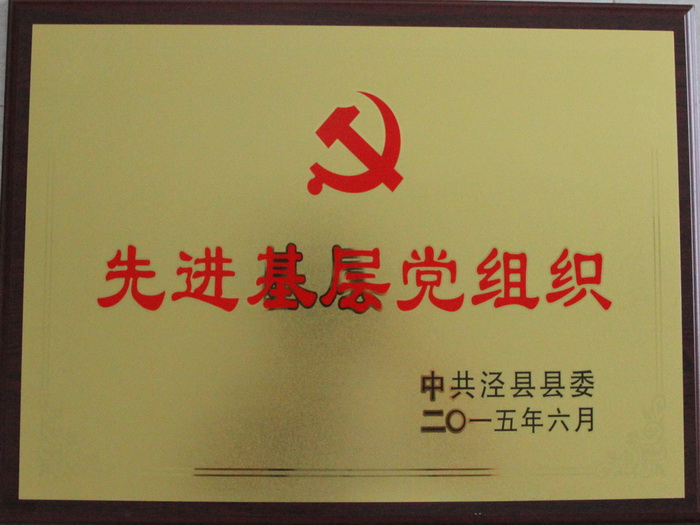 先进基层党组织
中共泾县县委
二〇一五年六月